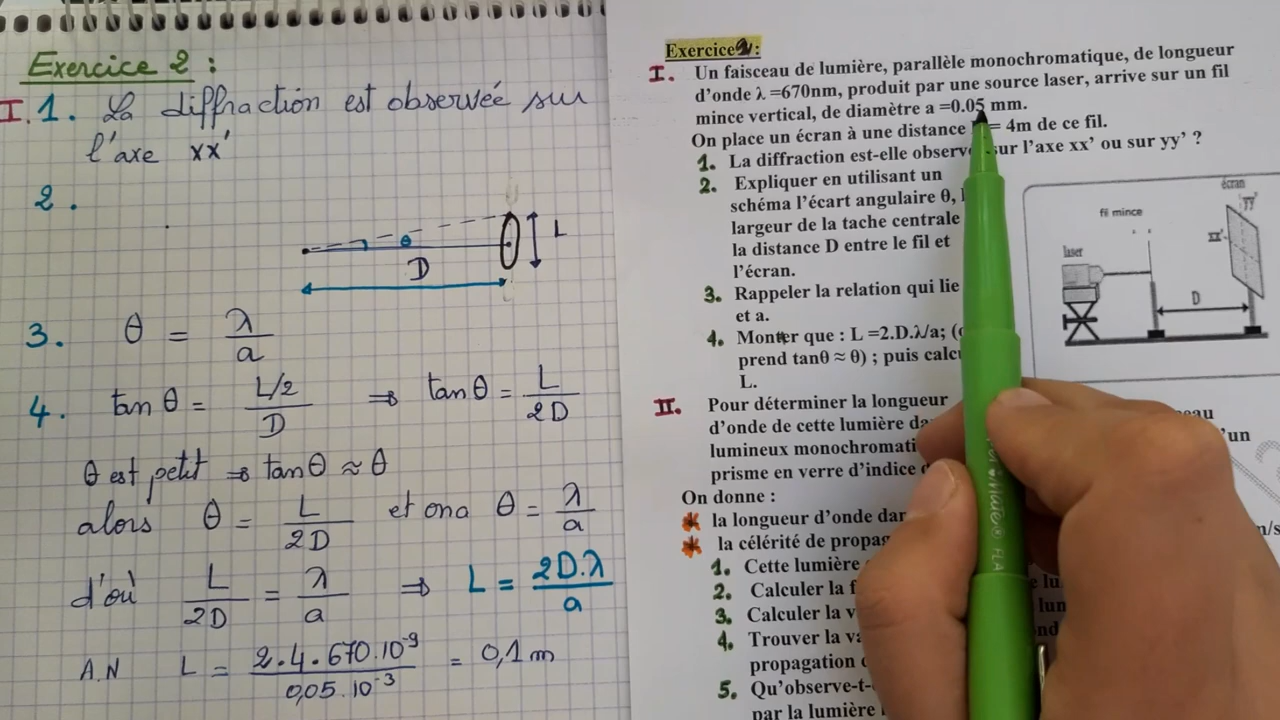 Exercice 2 :
I. 1. La diffraction est observée sur
l'axe xx'
2.
θ
L
D
3. θ = λ/a
4. tan θ = L/2 / D ⇒ tan θ = L/2D
θ est petit ⇒ tanθ ≈ θ
alors θ = L/2D et on a θ = λ/a
d'où L/2D = λ/a ⇒ L = 2D.λ/a
A.N L = 2.4.670.10⁻⁹/0,05.10⁻³ = 0,1 m
Exercice 2 :
I. Un faisceau de lumière, parallèle monochromatique, de longueur
d'onde λ =670nm, produit par une source laser, arrive sur un fil
mince vertical, de diamètre a =0.05 mm.
On place un écran à une distance = 4m de ce fil.
1. La diffraction est-elle observé sur l'axe xx' ou sur yy' ?
2. Expliquer en utilisant un
schéma l'écart angulaire θ,
largeur de la tache centrale
la distance D entre le fil et
l'écran.
3. Rappeler la relation qui lie
et a.
4. Monter que : L =2.D.λ/a; (
prend tanθ ≈ θ) ; puis calc
L.
écran
yy'
fil mince
xx'
laser
D
II. Pour déterminer la longueur
d'onde de cette lumière da
lumineux monochromati
prisme en verre d'indice
On donne :
la longueur d'onde dan
la célérité de propag
1. Cette lumière
2. Calculer la f
3. Calculer la v
4. Trouver la va
propagation
5. Qu'observe-t-
par la lumière